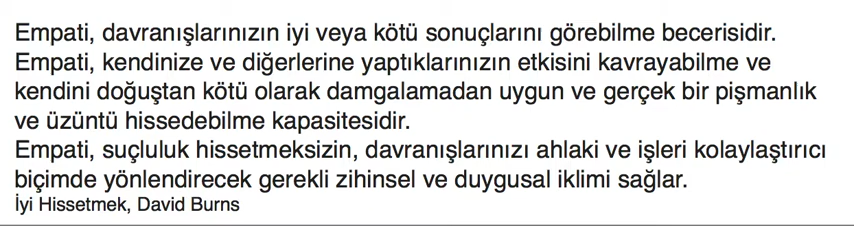 Empati, davranışlarınızın iyi veya kötü sonuçlarını görebilme becerisidir.
Empati, kendinize ve diğerlerine yaptıklarınızın etkisini kavrayabilme ve
kendini doğuştan kötü olarak damgalamadan uygun ve gerçek bir pişmanlık
ve üzüntü hissedebilme kapasitesidir.
Empati, suçluluk hissetmeksizin, davranışlarınızı ahlaki ve işleri kolaylaştırıcı
biçimde yönlendirecek gerekli zihinsel ve duygusal iklimi sağlar.
İyi Hissetmek, David Burns